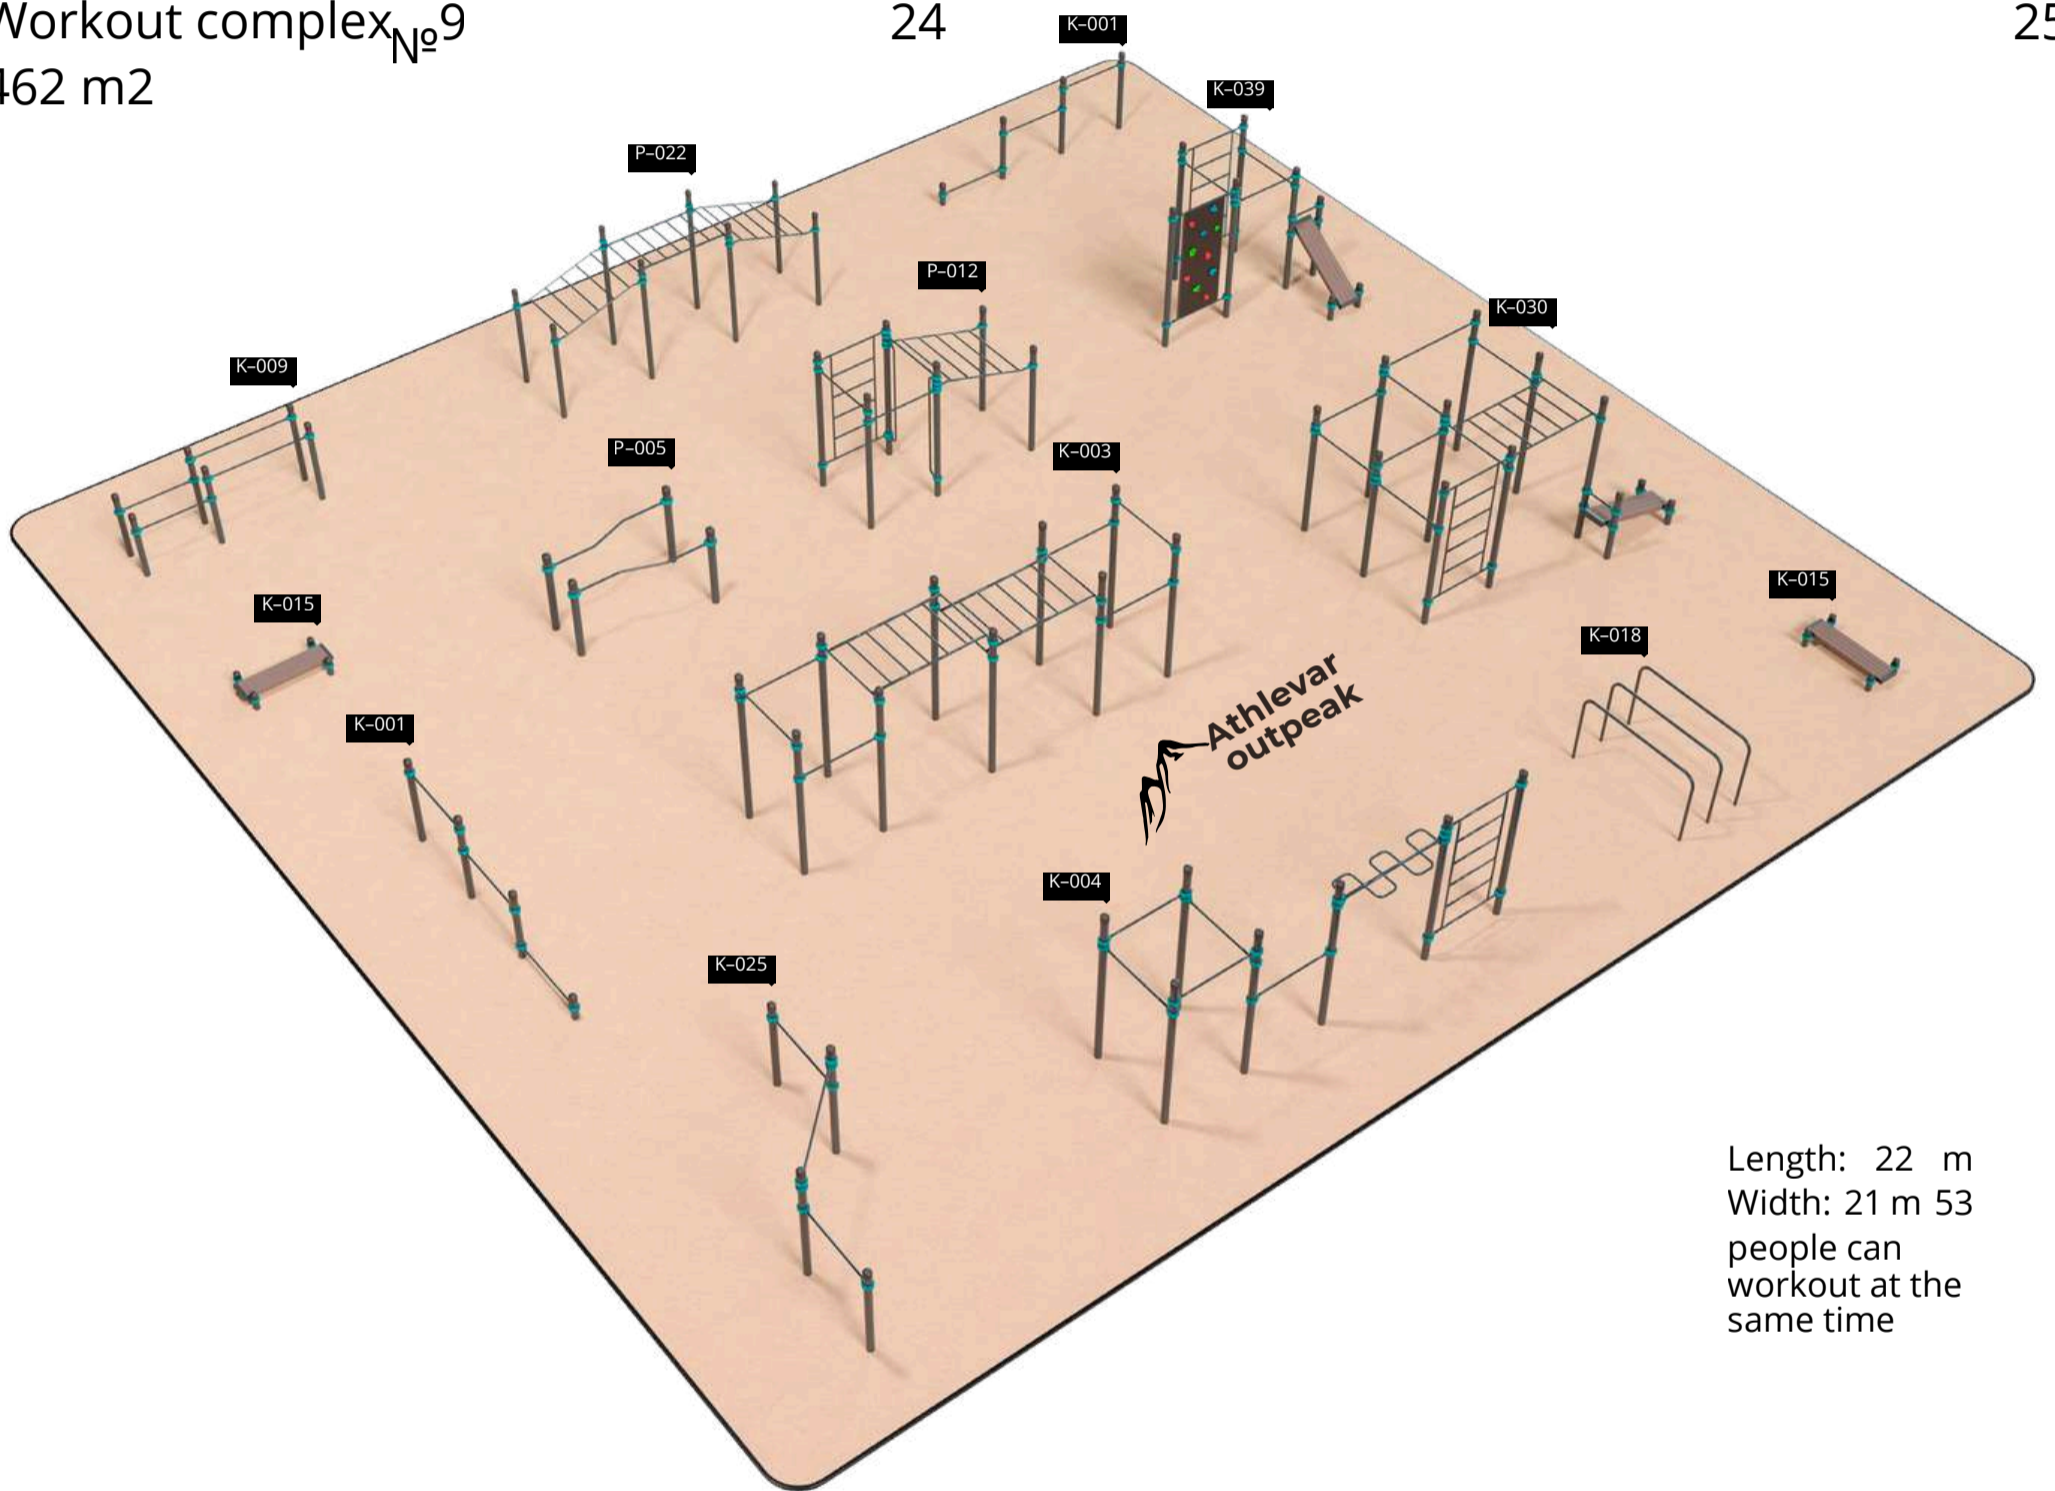 Workout complex№9
462 m2
24
25
K–001
K–039
P–022
P–012
K–030
K–009
P–005
K–003
K–015
K–015
K–018
K–001
Athlevar
outpeak
K–004
K–025
Length: 22 m
Width: 21 m 53
people can
workout at the
same time